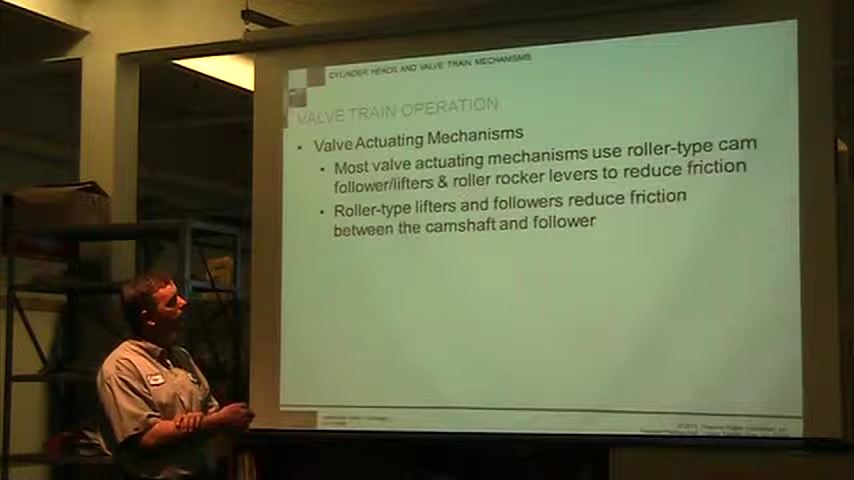 CYLINDER HEADS AND VALVE TRAIN MECHANISMS
VALVE TRAIN OPERATION
• Valve Actuating Mechanisms
• Most valve actuating mechanisms use roller-type cam
follower/lifters & roller rocker levers to reduce friction
• Roller-type lifters and followers reduce friction
between the camshaft and follower